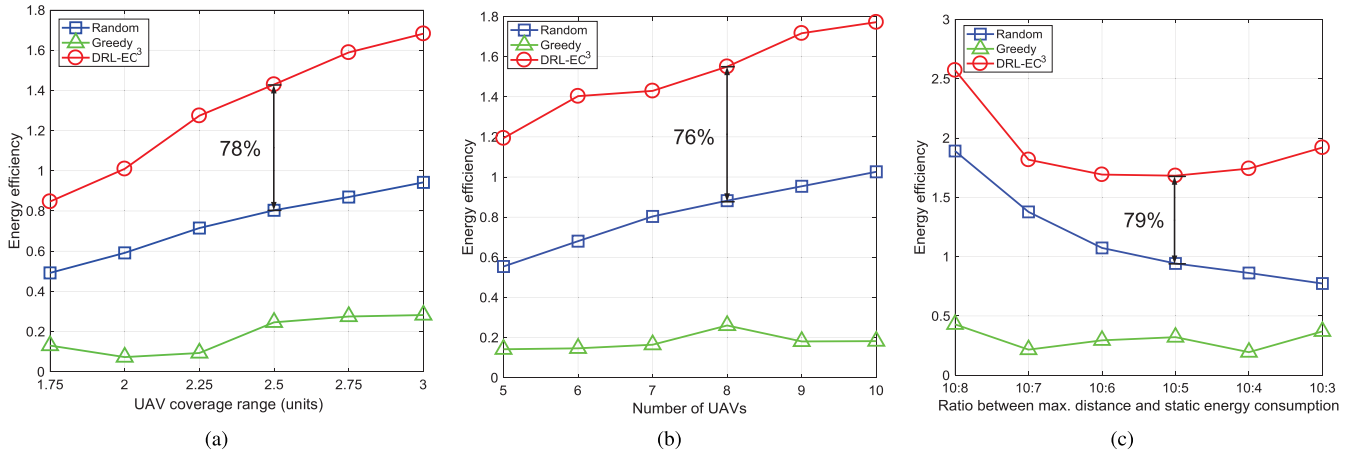 1.8
1.6
1.4
1.2
1
0.8
0.6
0.4
0.2
0
Energy efficiency
Random
Greedy
DRL-EC³
78%
1.75 2 2.25 2.5 2.75 3
UAV coverage range (units)
(a)
1.8
1.6
1.4
1.2
1
0.8
0.6
0.4
0.2
0
Energy efficiency
Random
Greedy
DRL-EC³
76%
5 6 7 8 9 10
Number of UAVs
(b)
3
2.5
2
1.5
1
0.5
0
Energy efficiency
Random
Greedy
DRL-EC³
79%
10:8 10:7 10:6 10:5 10:4 10:3
Ratio between max. distance and static energy consumption
(c)